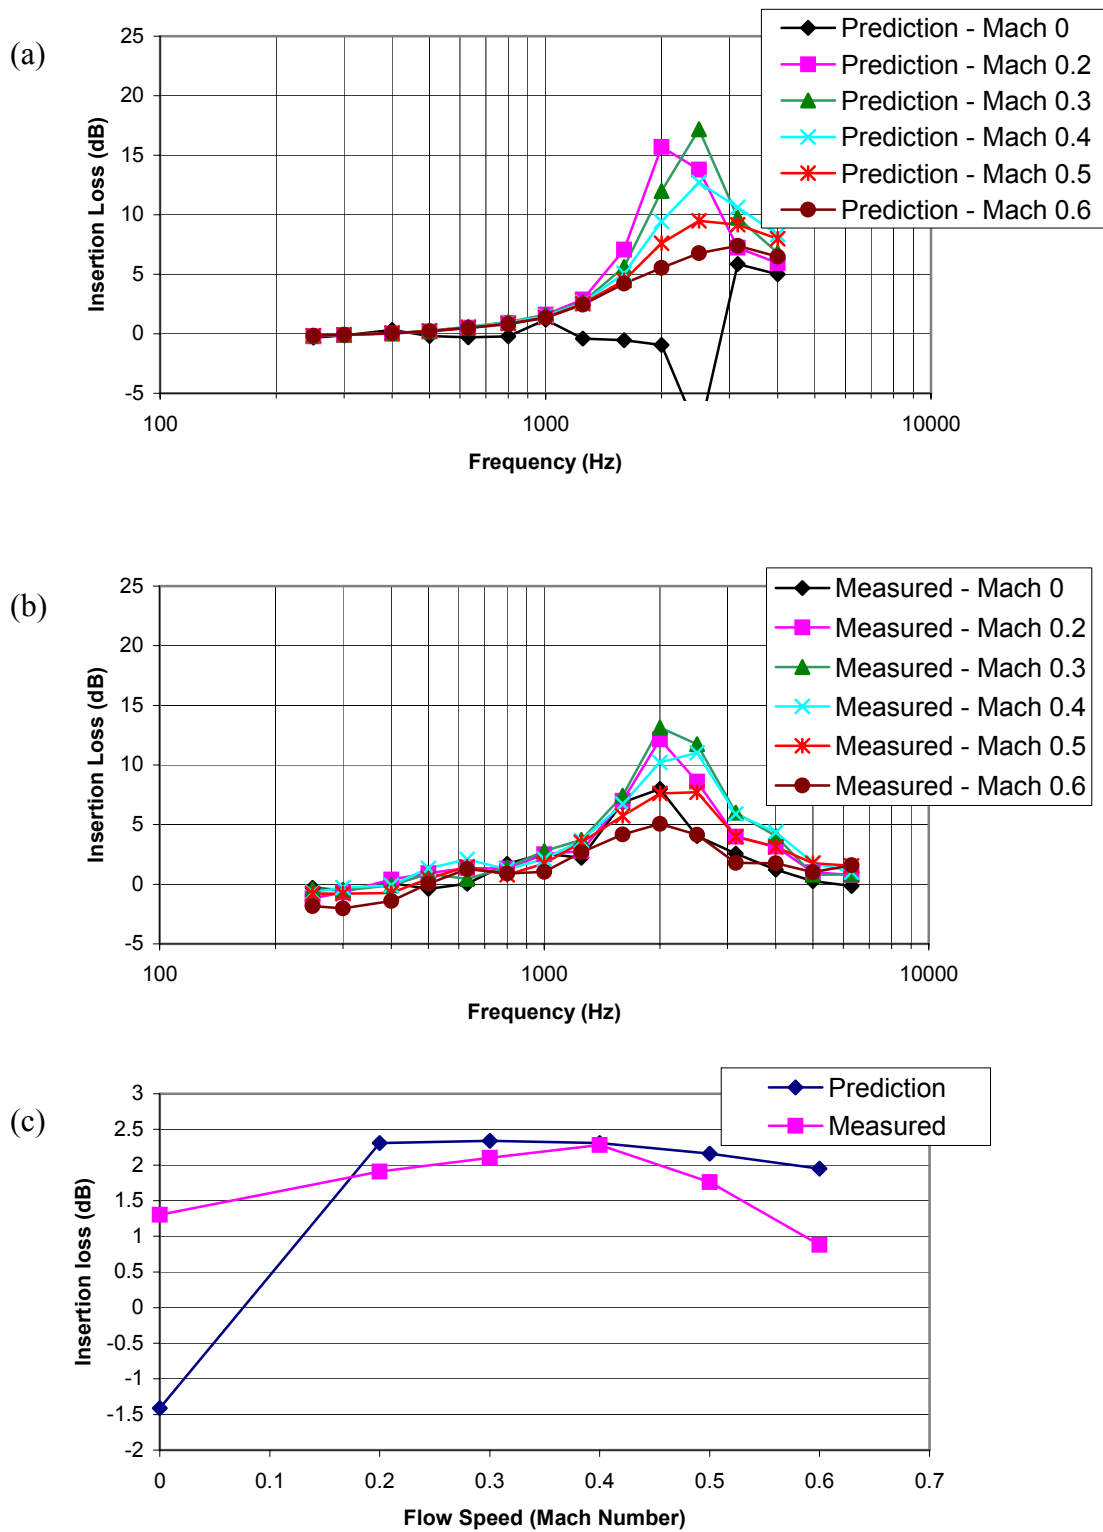 (a)
25
20
15
10
5
0
-5
Insertion Loss (dB)
100
1000
10000
Frequency (Hz)
Prediction - Mach 0
Prediction - Mach 0.2
Prediction - Mach 0.3
Prediction - Mach 0.4
Prediction - Mach 0.5
Prediction - Mach 0.6
(b)
25
20
15
10
5
0
-5
Insertion Loss (dB)
100
1000
10000
Frequency (Hz)
Measured - Mach 0
Measured - Mach 0.2
Measured - Mach 0.3
Measured - Mach 0.4
Measured - Mach 0.5
Measured - Mach 0.6
(c)
3
2.5
2
1.5
1
0.5
0
-0.5
-1
-1.5
-2
Insertion loss (dB)
0
0.1
0.2
0.3
0.4
0.5
0.6
0.7
Flow Speed (Mach Number)
Prediction
Measured